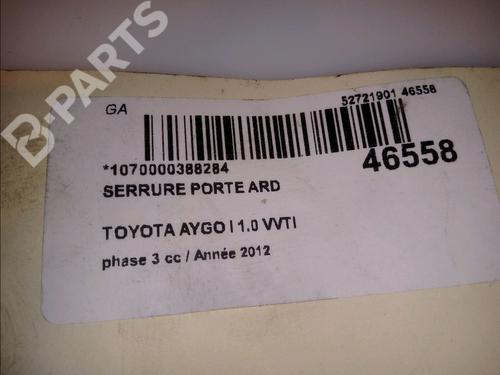 GA
52721901 46558
*1070000388284
46558
SERRURE PORTE ARD
TOYOTA AYGO I 1.0 VVTI
phase 3 cc / Année 2012
B-PARTS